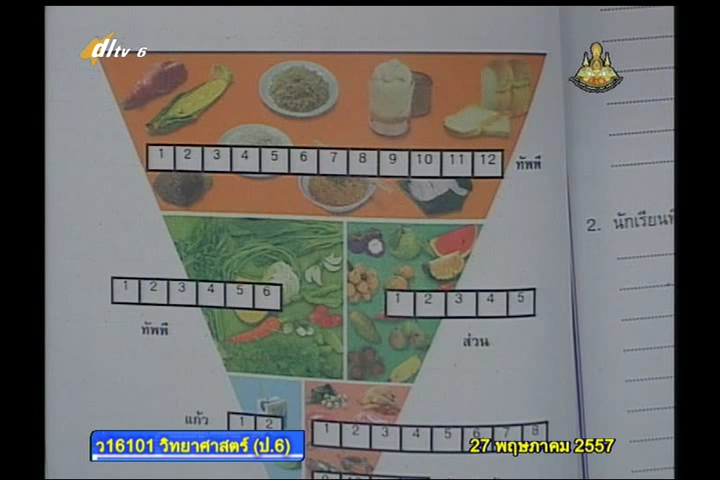 dltv 6
1 2 3 4 5 6 7 8 9 10 11 12 ทัพพี
2. นักเรียน
1 2 3 4 5 6
1 2 3 4 5
ทัพพี
ส่วน
แก้ว 1 2
1 2 3 4 5 6 7 8
ว16101 วิทยาศาสตร์ (ป.6)
27 พฤษภาคม 2557